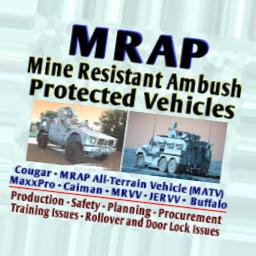 MRAP
Mine Resistant Ambush
Protected Vehicles
Cougar • MRAP All-Terrain Vehicle (MATV)
MaxxPro • Caiman • MRVV • JERVV • Buffalo
Production • Safety • Planning • Procurement
Training Issues • Rollover and Door Lock Issues